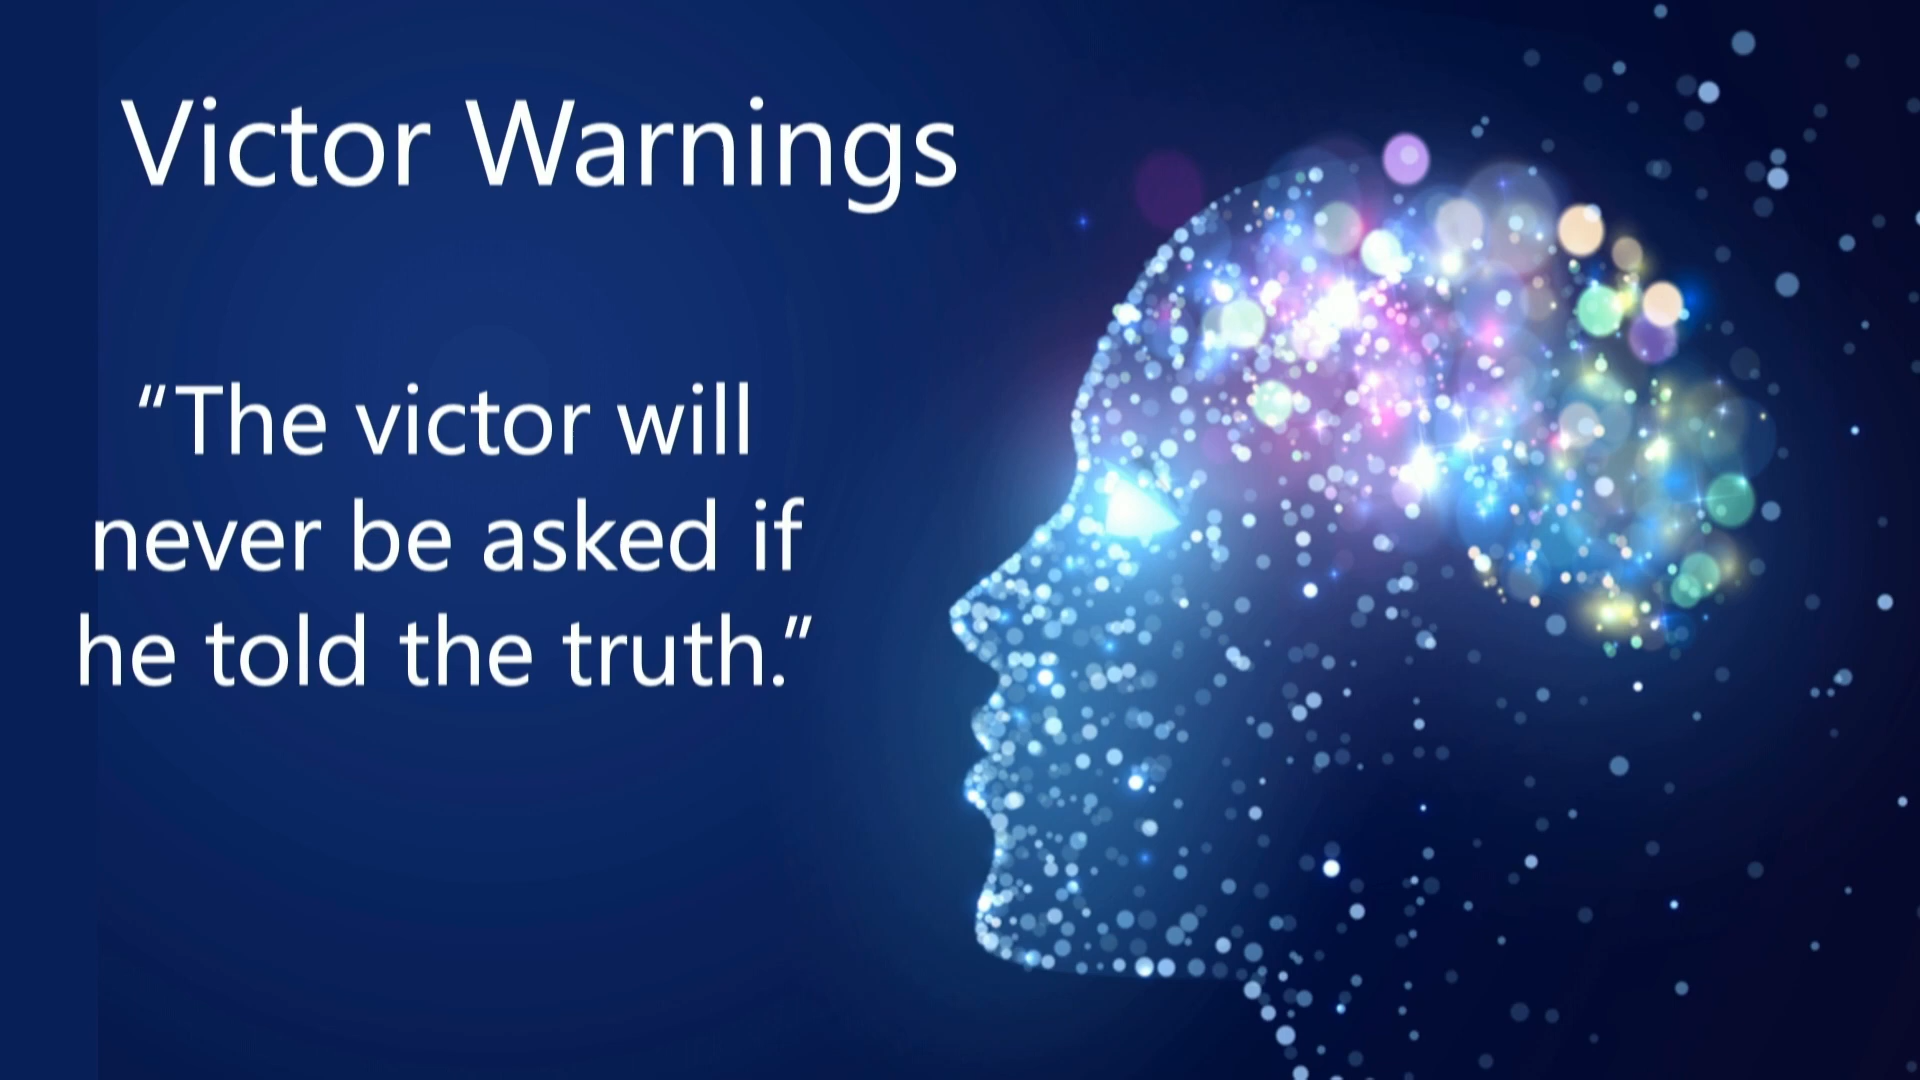 Victor Warnings
“The victor will
never be asked if
he told the truth.”